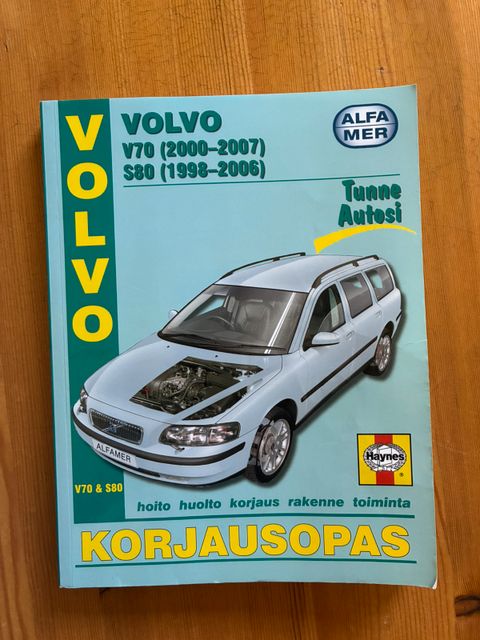 VOLVO
VOLVO
V70 (2000–2007)
S80 (1998–2006)
ALFA
MER
Tunne
Autosi
ALFAMER
Haynes
®
V70 & S80
hoito huolto korjaus rakenne toiminta
KORJAUSOPAS